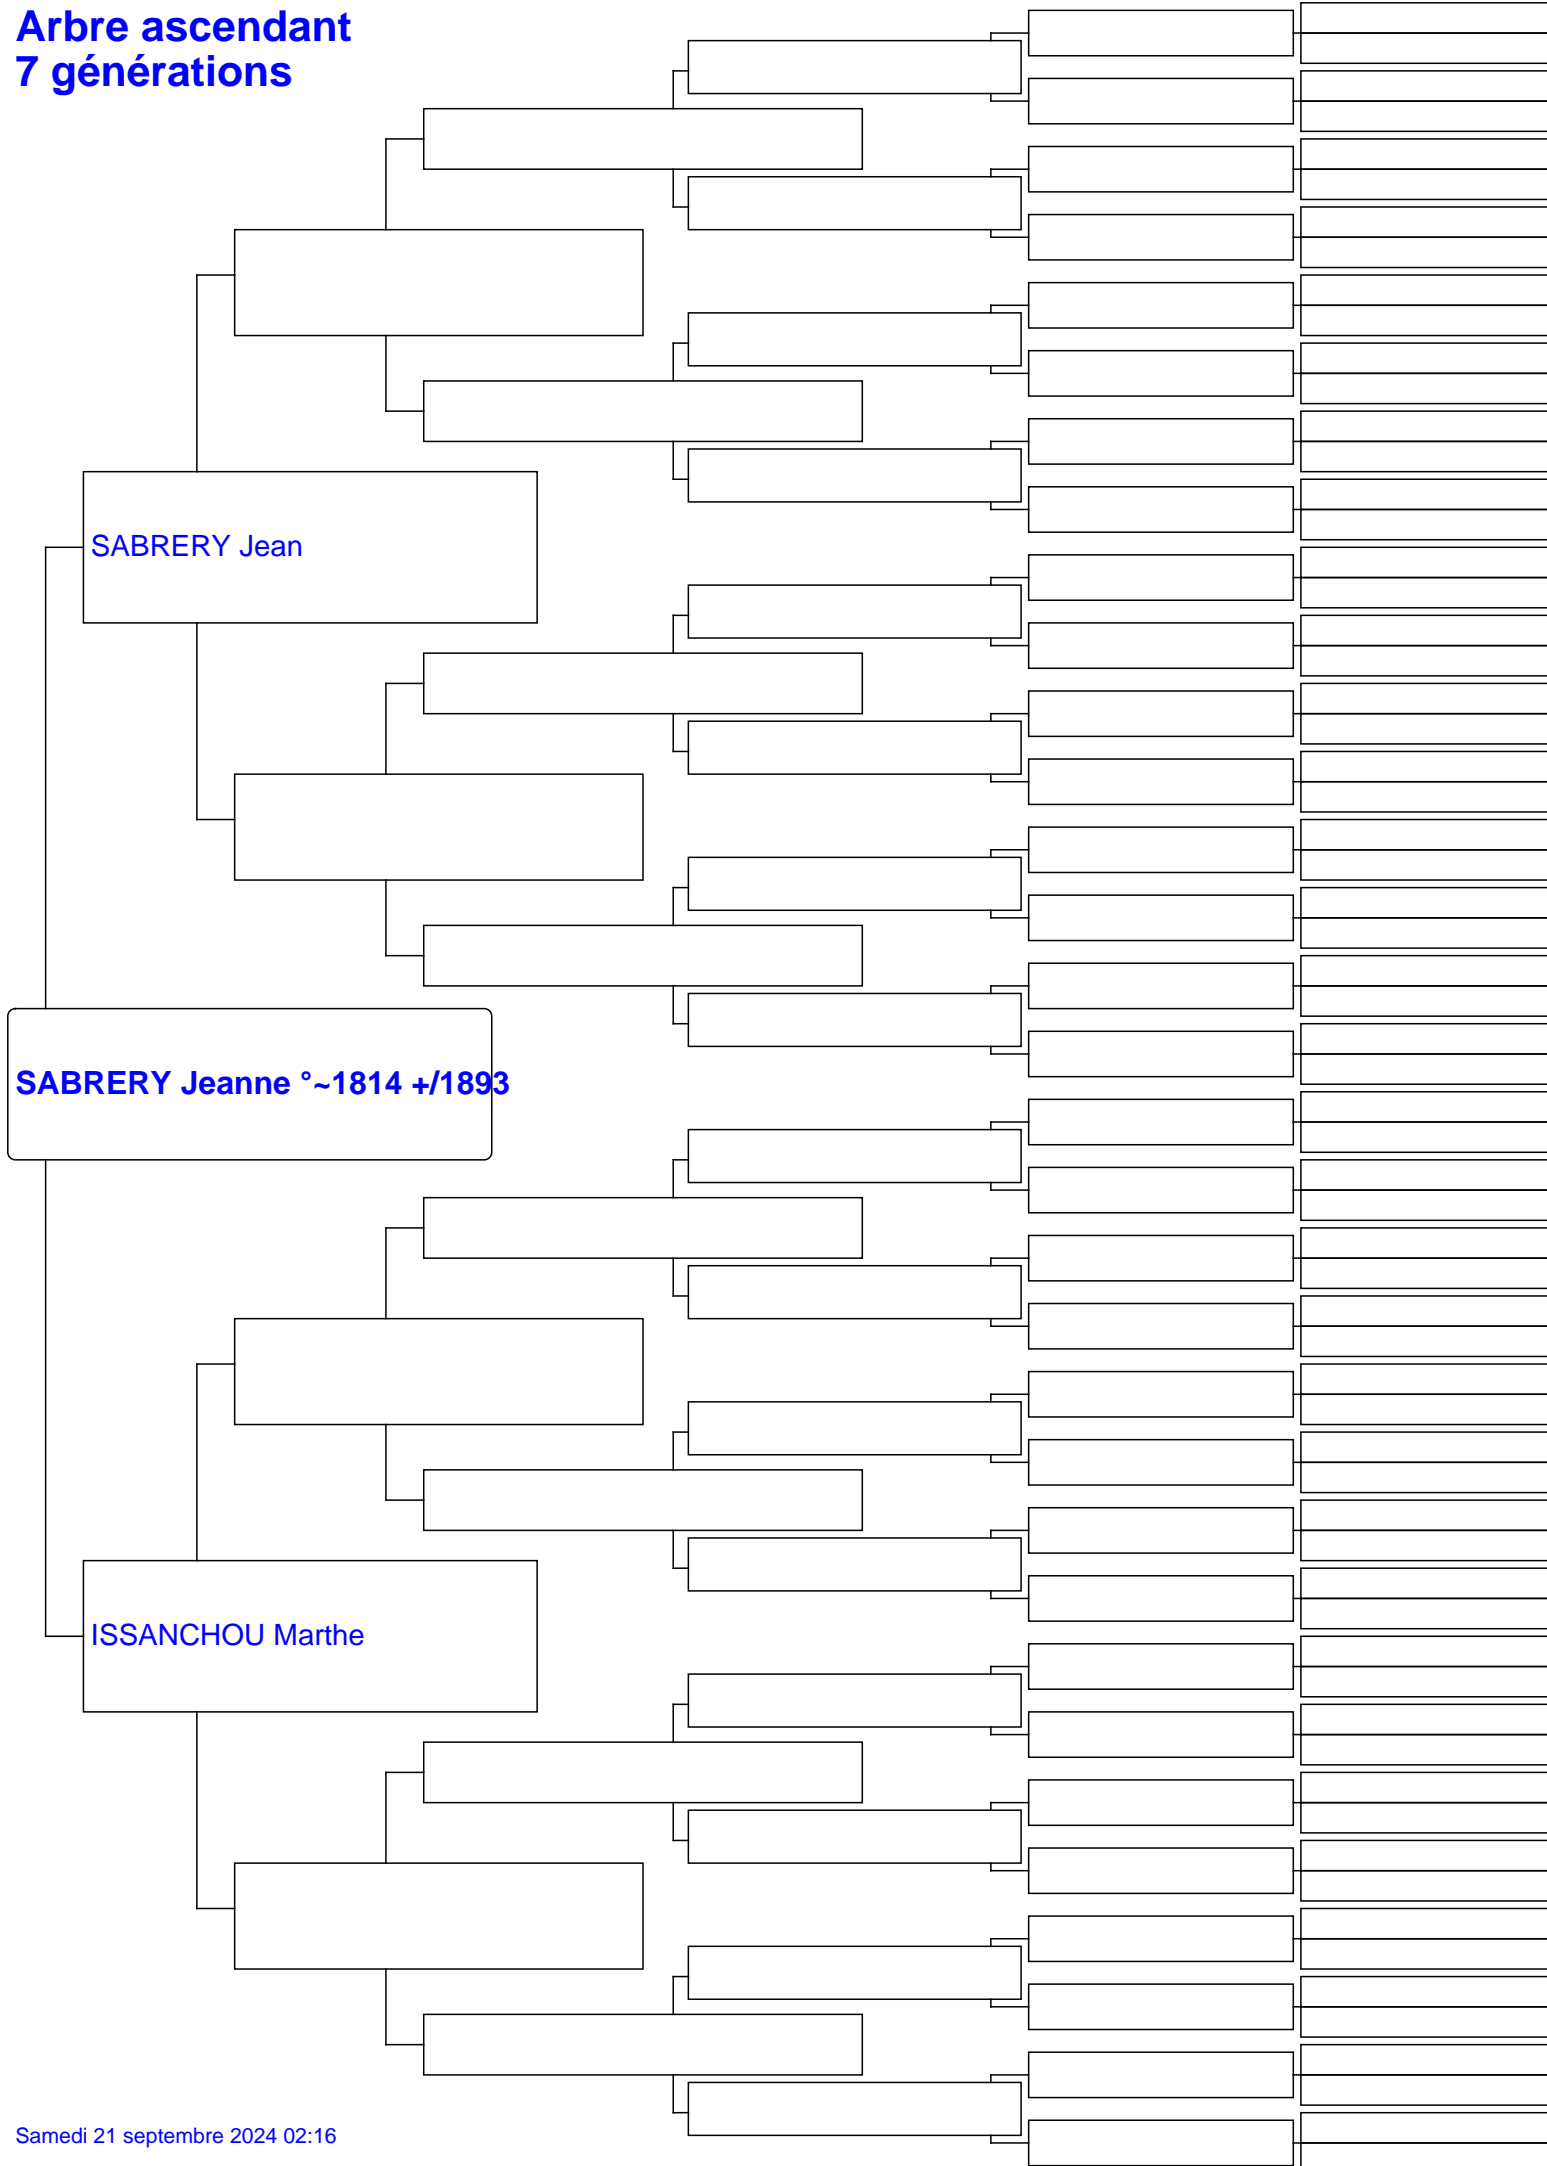 Arbre ascendant
7 générations
SABRERY Jean
SABRERY Jeanne °~1814 +/1893
ISSANCHOU Marthe
Samedi 21 septembre 2024 02:16